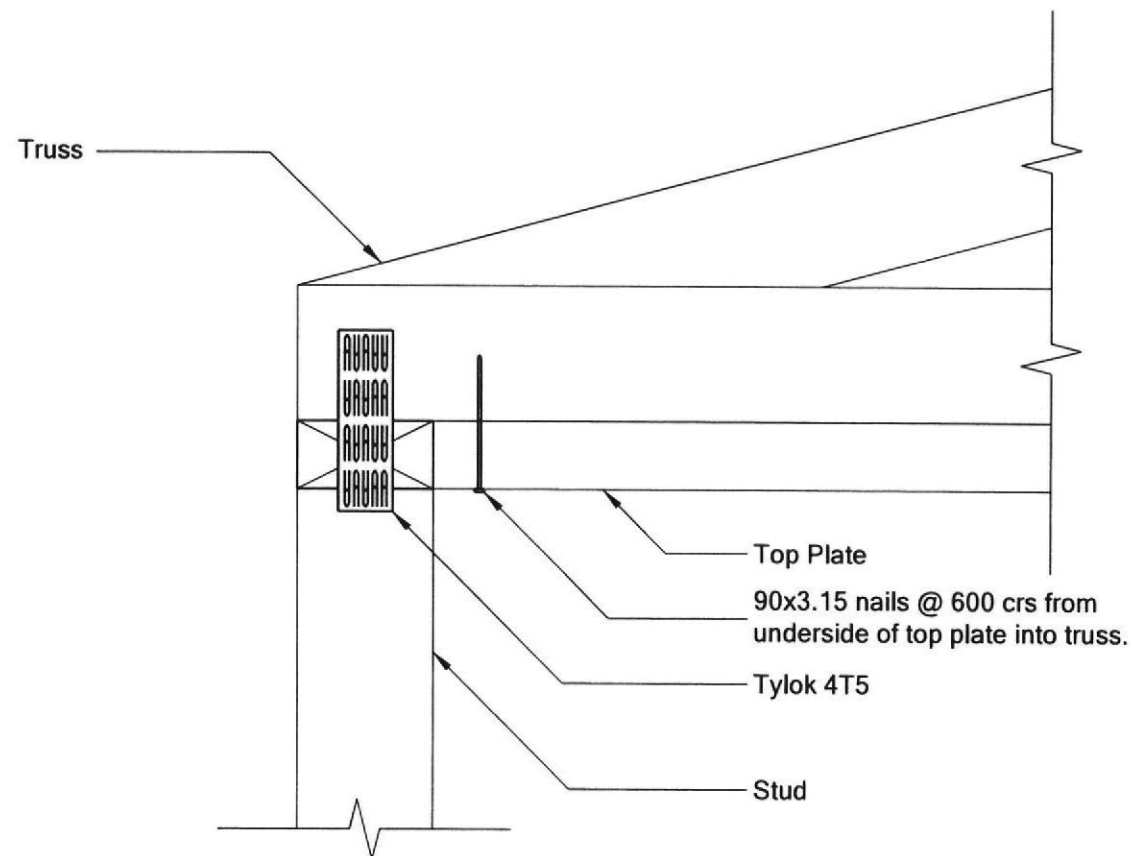 Truss
Top Plate
90x3.15 nails @ 600 crs from
underside of top plate into truss.
Tylok 4T5
Stud